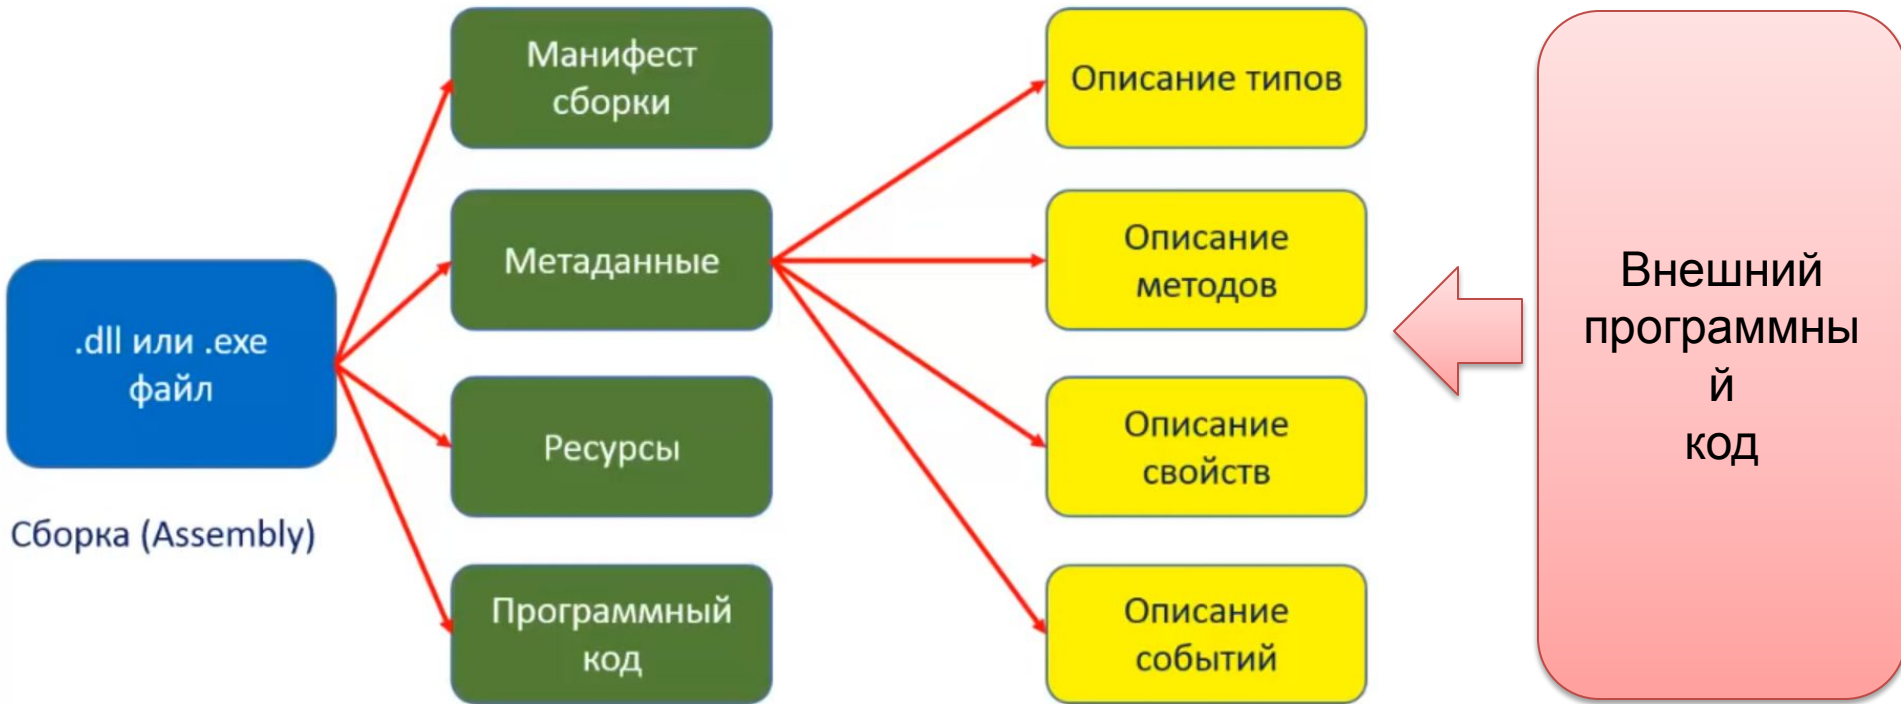 .dll или .exe
файл
Сборка (Assembly)
Манифест
сборки
Метаданные
Ресурсы
Программный
код
Описание типов
Описание
методов
Описание
свойств
Описание
событий
Внешний
программны
й
код